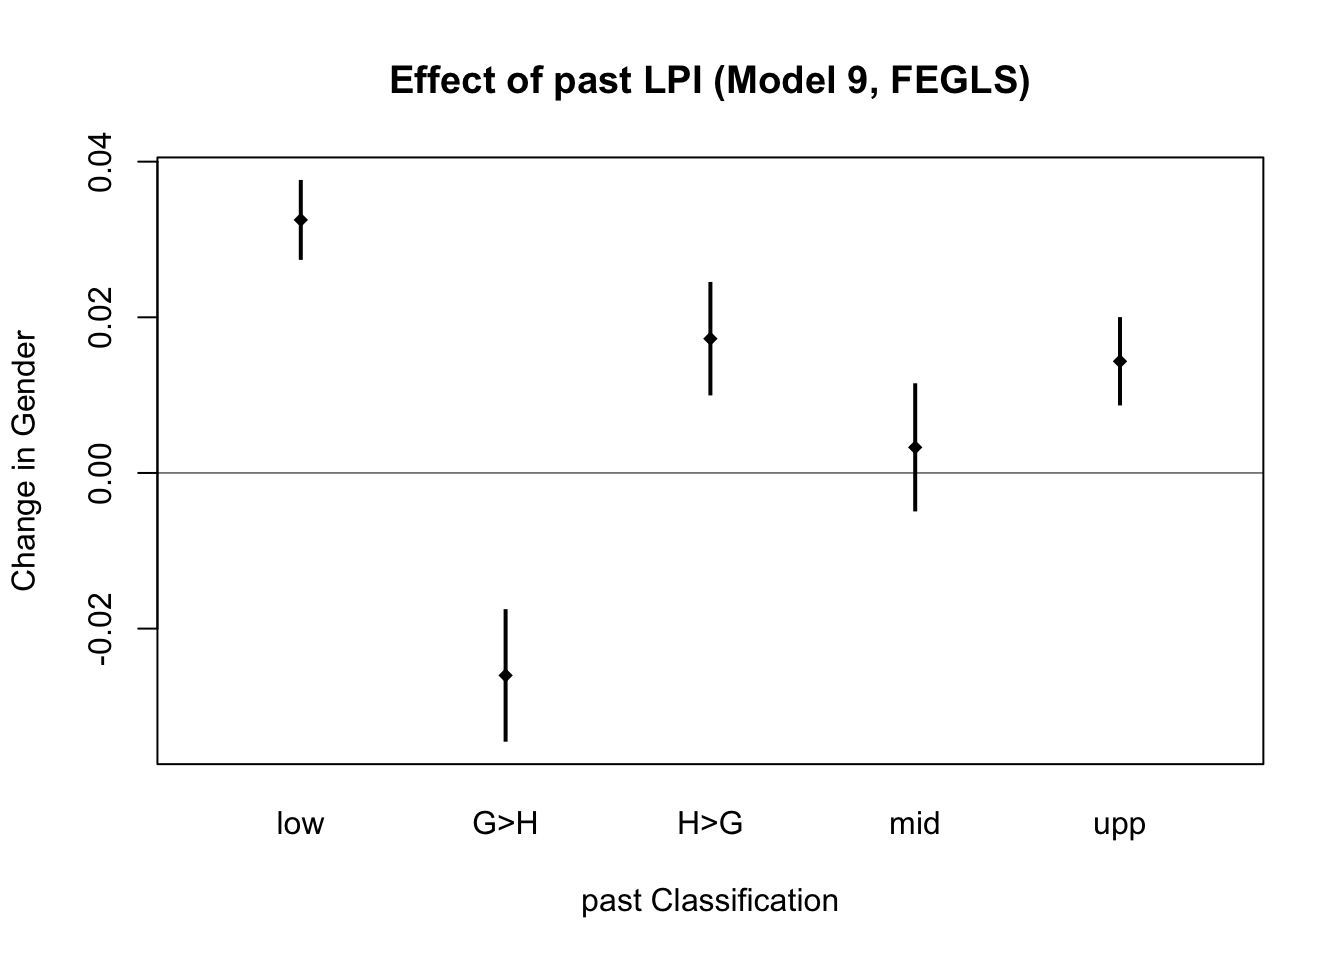 Effect of past LPI (Model 9, FEGLS)
Change in Gender
0.04
0.02
0.00
-0.02
low G>H H>G mid upp
past Classification